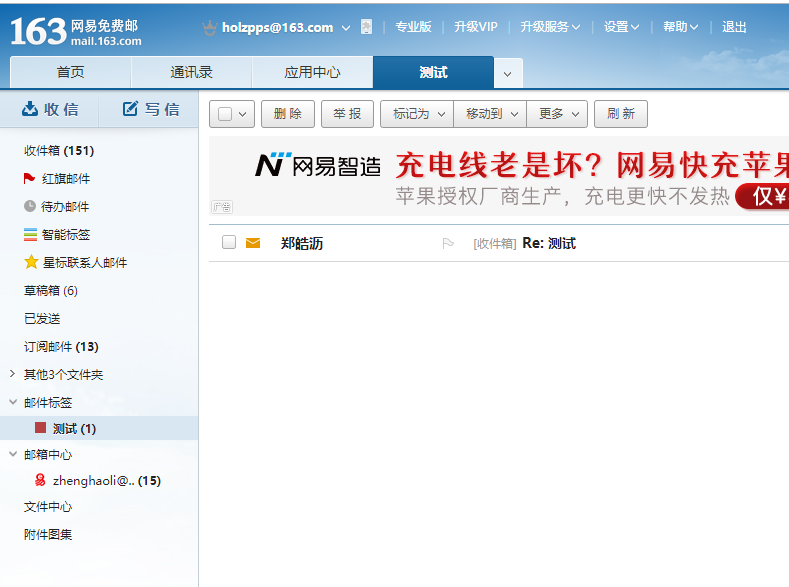 163 网易免费邮
mail.163.com
holzpps@163.com
专业版 升级VIP 升级服务 设置 帮助 退出
首页 通讯录 应用中心 测试
收信 写信
删除 举报 标记为 移动到 更多 刷新
收件箱 (151)
红旗邮件
待办邮件
智能标签
星标联系人邮件
草稿箱 (6)
已发送
订阅邮件 (13)
其他3个文件夹
邮件标签
测试 (1)
邮箱中心
zhenghaoli@.. (15)
文件中心
附件图集
网易智造
充电线老是坏？网易快充苹果
苹果授权厂商生产，充电更快不发热
仅¥
广告
郑皓沥 [收件箱] Re: 测试